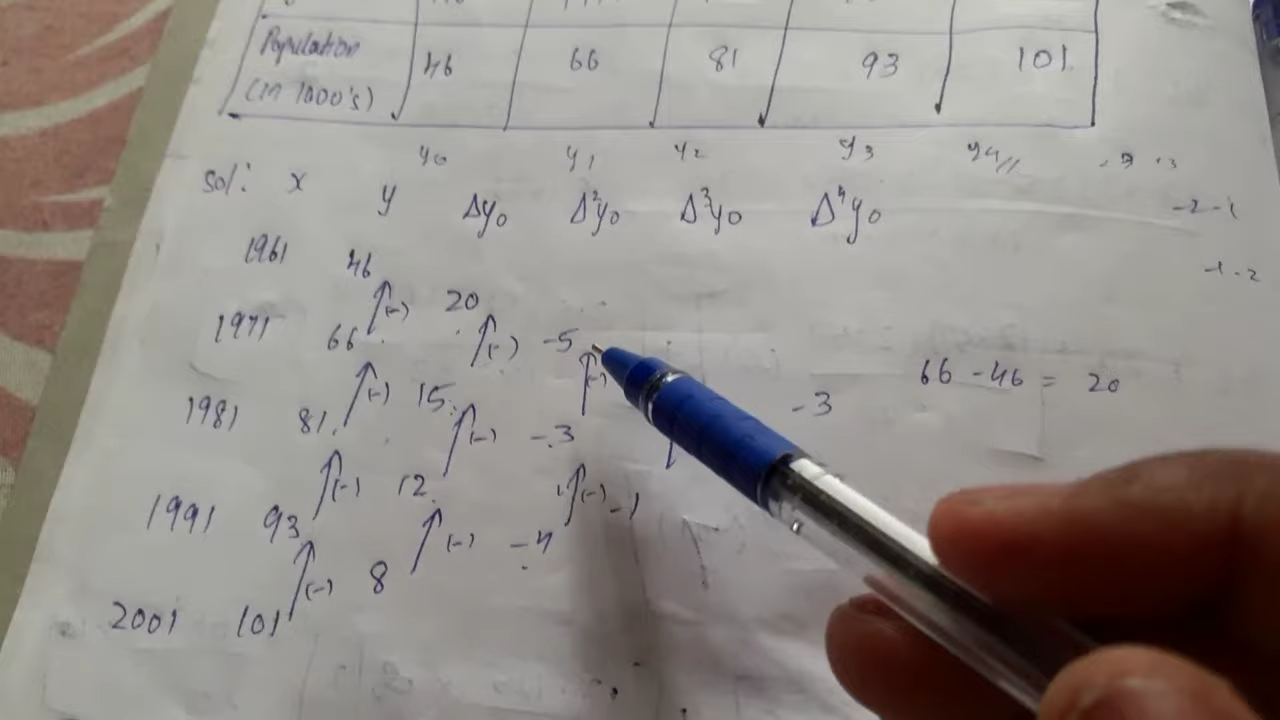 Population
(in 1000's) 46 66 81 93 101
y0 y1 y2 y3 y4
sol: x y Δy0 Δ²y0 Δ³y0 Δ⁴y0
-2-1
1961 46
-1-2
(-) 20
1971 66 (-) -5
66 - 46 = 20
(-) 15 (-)
1981 81 (-) -3 -3
(-) 12 (-) -1
1991 93 (-) -4
(-) 8
2001 101